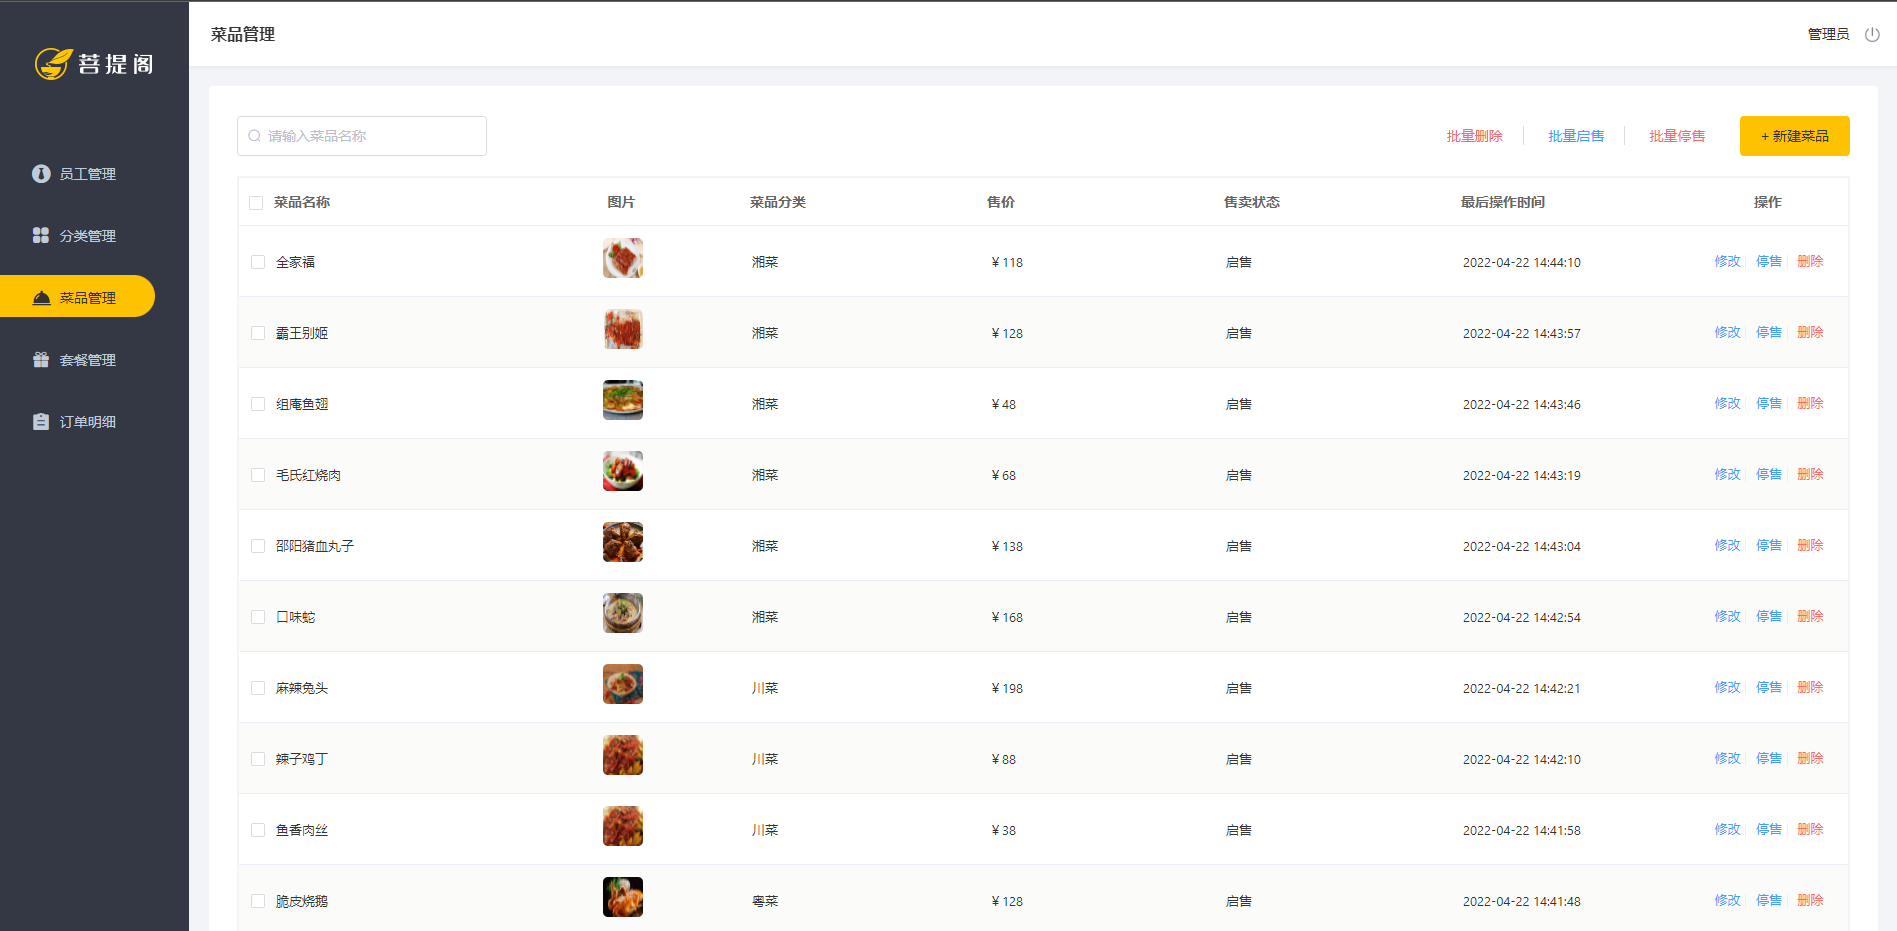 菩提阁
员工管理
分类管理
菜品管理
套餐管理
订单明细
菜品管理
管理员
请输入菜品名称
批量删除 批量启售 批量停售 + 新建菜品
菜品名称 图片 菜品分类 售价 售卖状态 最后操作时间 操作
全家福 湘菜 ¥ 118 启售 2022-04-22 14:44:10 修改 停售 删除
霸王别姬 湘菜 ¥ 128 启售 2022-04-22 14:43:57 修改 停售 删除
组庵鱼翅 湘菜 ¥ 48 启售 2022-04-22 14:43:46 修改 停售 删除
毛氏红烧肉 湘菜 ¥ 68 启售 2022-04-22 14:43:19 修改 停售 删除
邵阳猪血丸子 湘菜 ¥ 138 启售 2022-04-22 14:43:04 修改 停售 删除
口味蛇 湘菜 ¥ 168 启售 2022-04-22 14:42:54 修改 停售 删除
麻辣兔头 川菜 ¥ 198 启售 2022-04-22 14:42:21 修改 停售 删除
辣子鸡丁 川菜 ¥ 88 启售 2022-04-22 14:42:10 修改 停售 删除
鱼香肉丝 川菜 ¥ 38 启售 2022-04-22 14:41:58 修改 停售 删除
脆皮烧鹅 粤菜 ¥ 128 启售 2022-04-22 14:41:48 修改 停售 删除